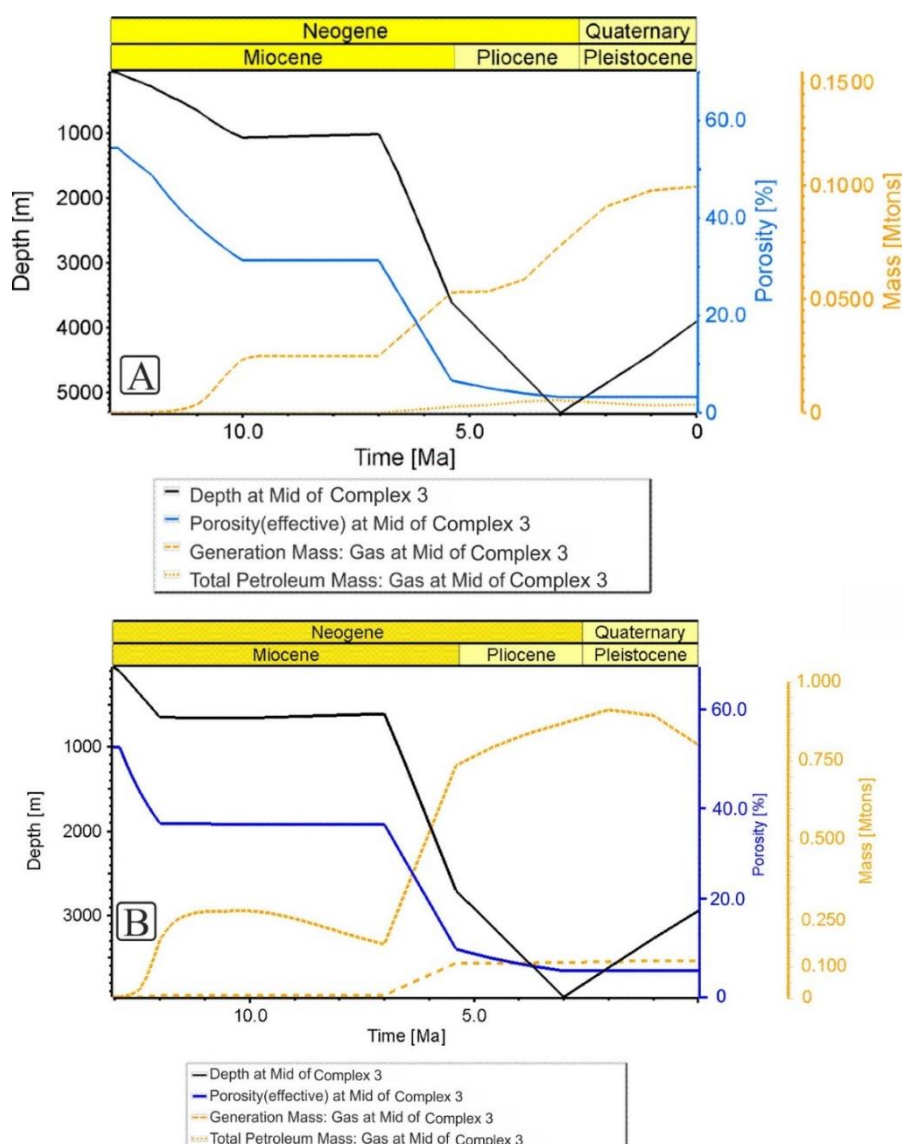 Neogene Quaternary
Miocene Pliocene Pleistocene
0.1500
60.0
1000
0.1000
2000
40.0
Depth [m]
Porosity [%]
Mass [Mtons]
3000
0.0500
20.0
4000
A
5000
0
0
10.0 5.0 0
Time [Ma]
Depth at Mid of Complex 3
Porosity(effective) at Mid of Complex 3
Generation Mass: Gas at Mid of Complex 3
Total Petroleum Mass: Gas at Mid of Complex 3
Neogene Quaternary
Miocene Pliocene Pleistocene
1.000
60.0
1000
0.750
40.0
Depth [m]
Porosity [%]
Mass [Mtons]
2000
0.500
20.0
3000
B
0.250
0.100
0
0
10.0 5.0 0
Time [Ma]
Depth at Mid of Complex 3
Porosity(effective) at Mid of Complex 3
Generation Mass: Gas at Mid of Complex 3
Total Petroleum Mass: Gas at Mid of Complex 3